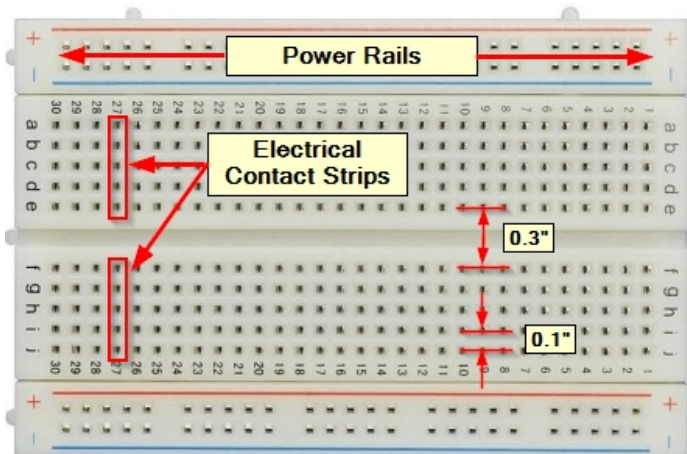 + Power Rails +
− −
30 29 28 27 26 25 24 23 22 21 20 19 18 17 16 15 14 13 12 11 10 9 8 7 6 5 4 3 2 1
a a
b b
c c
d d
e e
Electrical
Contact Strips
0.3"
f f
g g
h h
i i
j j
0.1"
30 29 28 27 26 25 24 23 22 21 20 19 18 17 16 15 14 13 12 11 10 9 8 7 6 5 4 3 2 1
+ +
− −